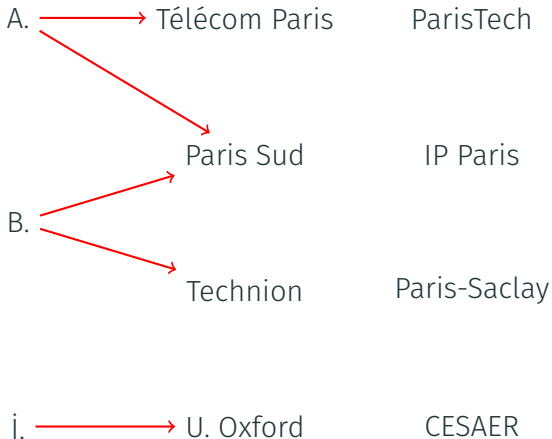 A. Télécom Paris ParisTech
Paris Sud IP Paris
B.
Technion Paris-Saclay
İ. U. Oxford CESAER